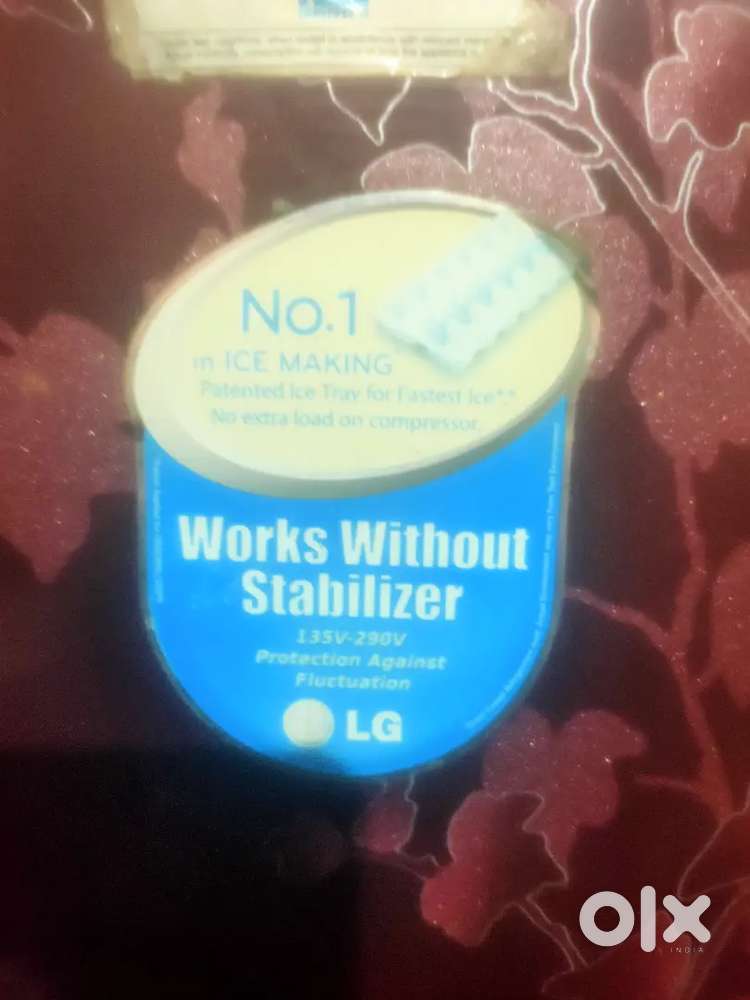 No.1
in ICE MAKING
Patented Ice Tray for Fastest Ice**
No extra load on compressor.
Works Without
Stabilizer
135V-290V
Protection Against
Fluctuation
LG
olx
INDIA